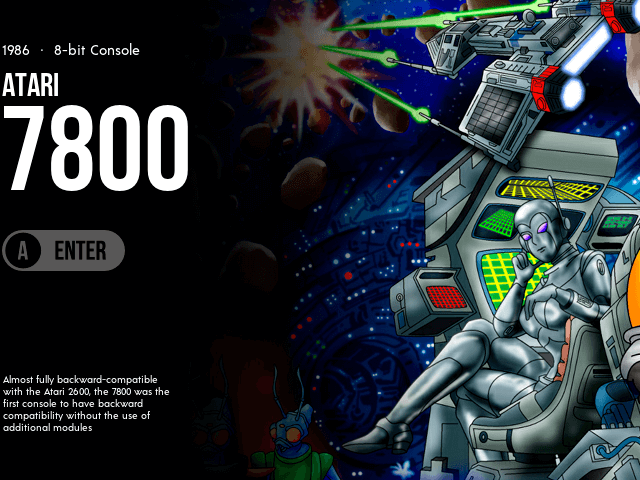 1986 · 8-bit Console
ATARI
7800
A ENTER
Almost fully backward-compatible
with the Atari 2600, the 7800 was the
first console to have backward
compatibility without the use of
additional modules